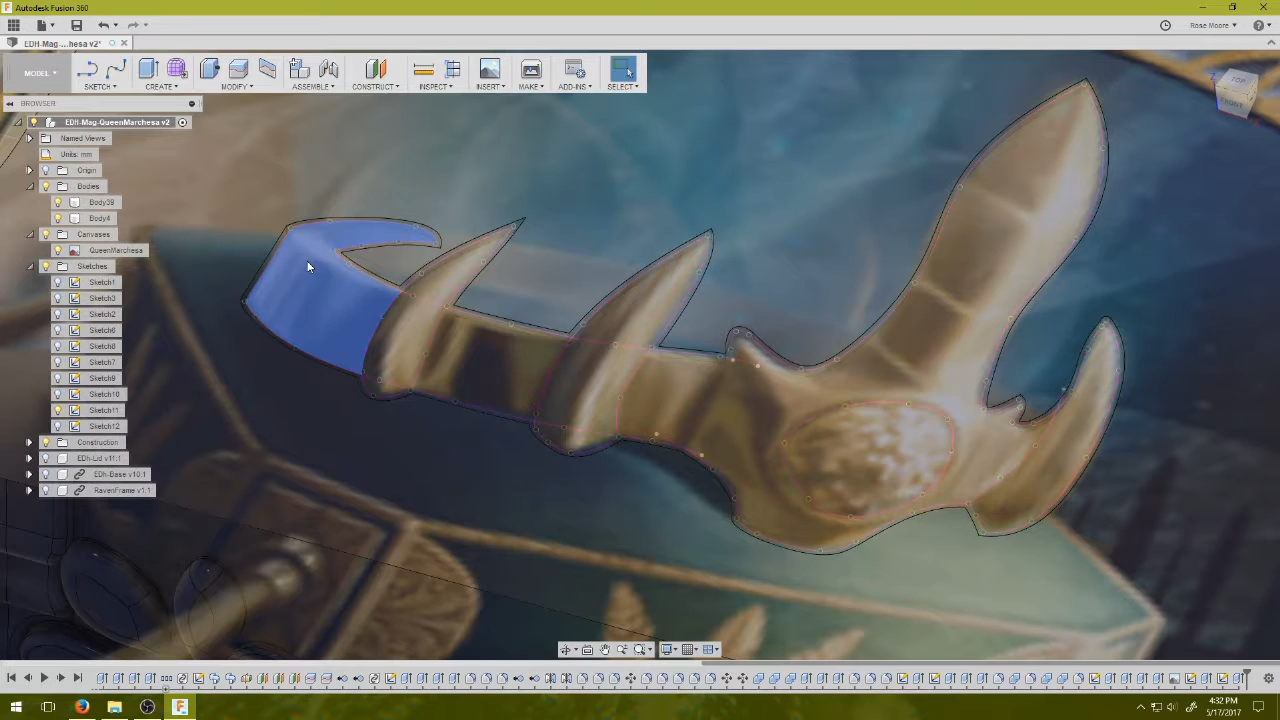 Autodesk Fusion 360
Rose Moore
EDH-Mag-...hesa v2*
MODEL
SKETCH
CREATE
MODIFY
ASSEMBLE
CONSTRUCT
INSPECT
INSERT
MAKE
ADD-INS
SELECT
TOP
FRONT
BROWSER
EDH-Mag-QueenMarchesa v2
Named Views
Units: mm
Origin
Bodies
Body39
Body4
Canvases
QueenMarchesa
Sketches
Sketch1
Sketch3
Sketch2
Sketch6
Sketch8
Sketch7
Sketch9
Sketch10
Sketch11
Sketch12
Construction
EDh-Lid v11:1
EDh-Base v10:1
RavenFrame v1:1
4:32 PM
5/17/2017